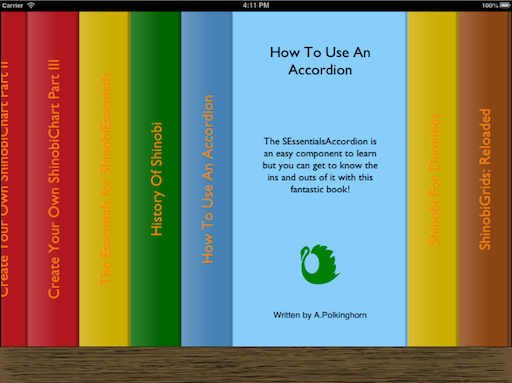 Carrier
4:11 PM
100%
Create Your Own ShinobiChart Part II
Create Your Own ShinobiChart Part III
The Essentials for ShinobiEssentials
History Of Shinobi
How To Use An Accordion
How To Use An
Accordion
The SEssentialsAccordion is
an easy component to learn
but you can get to know the
ins and outs of it with this
fantastic book!
Written by A.Polkinghorn
Shinobi For Dummies
ShinobiGrids: Reloaded